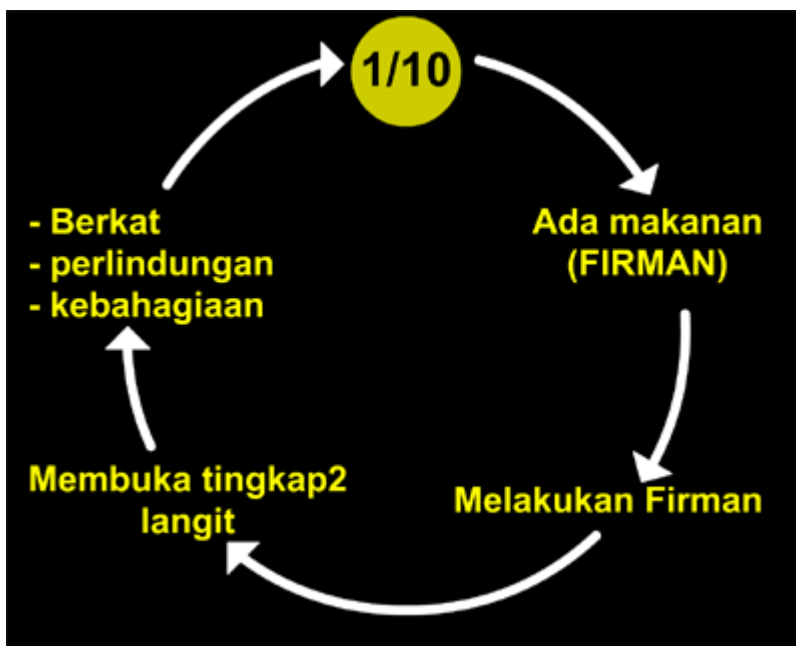 1/10
Ada makanan
(FIRMAN)
Melakukan Firman
Membuka tingkap2
langit
- Berkat
- perlindungan
- kebahagiaan